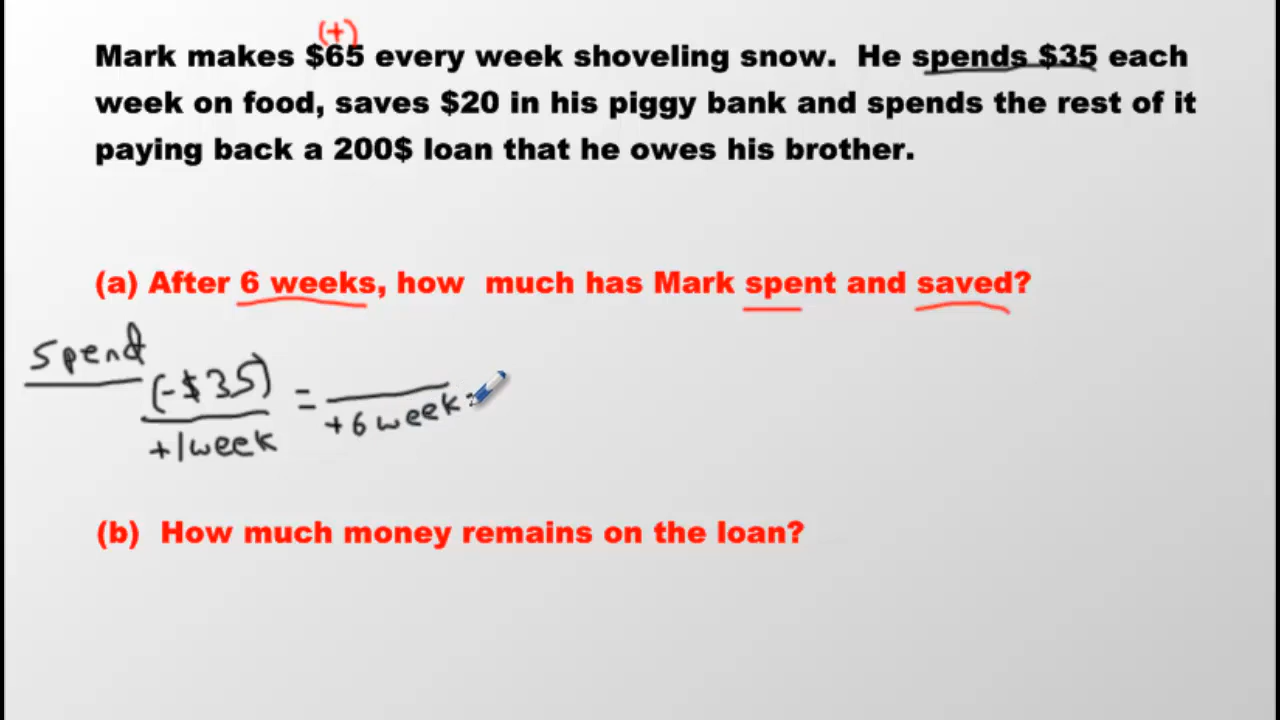 (+)
Mark makes $65 every week shoveling snow. He spends $35 each
week on food, saves $20 in his piggy bank and spends the rest of it
paying back a 200$ loan that he owes his brother.
(a) After 6 weeks, how much has Mark spent and saved?
Spend
(-$35) =
+1week
+6week
(b) How much money remains on the loan?